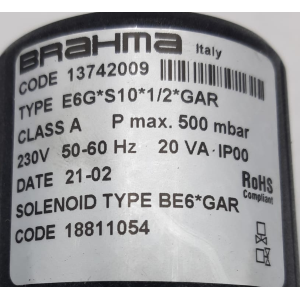 BRAHMA Italy
CODE 13742009
TYPE E6G*S10*1/2*GAR
CLASS A P max. 500 mbar
230V 50-60 Hz 20 VA-IP00
DATE 21-02
RoHS
Compliant
SOLENOID TYPE BE6*GAR
CODE 18811054